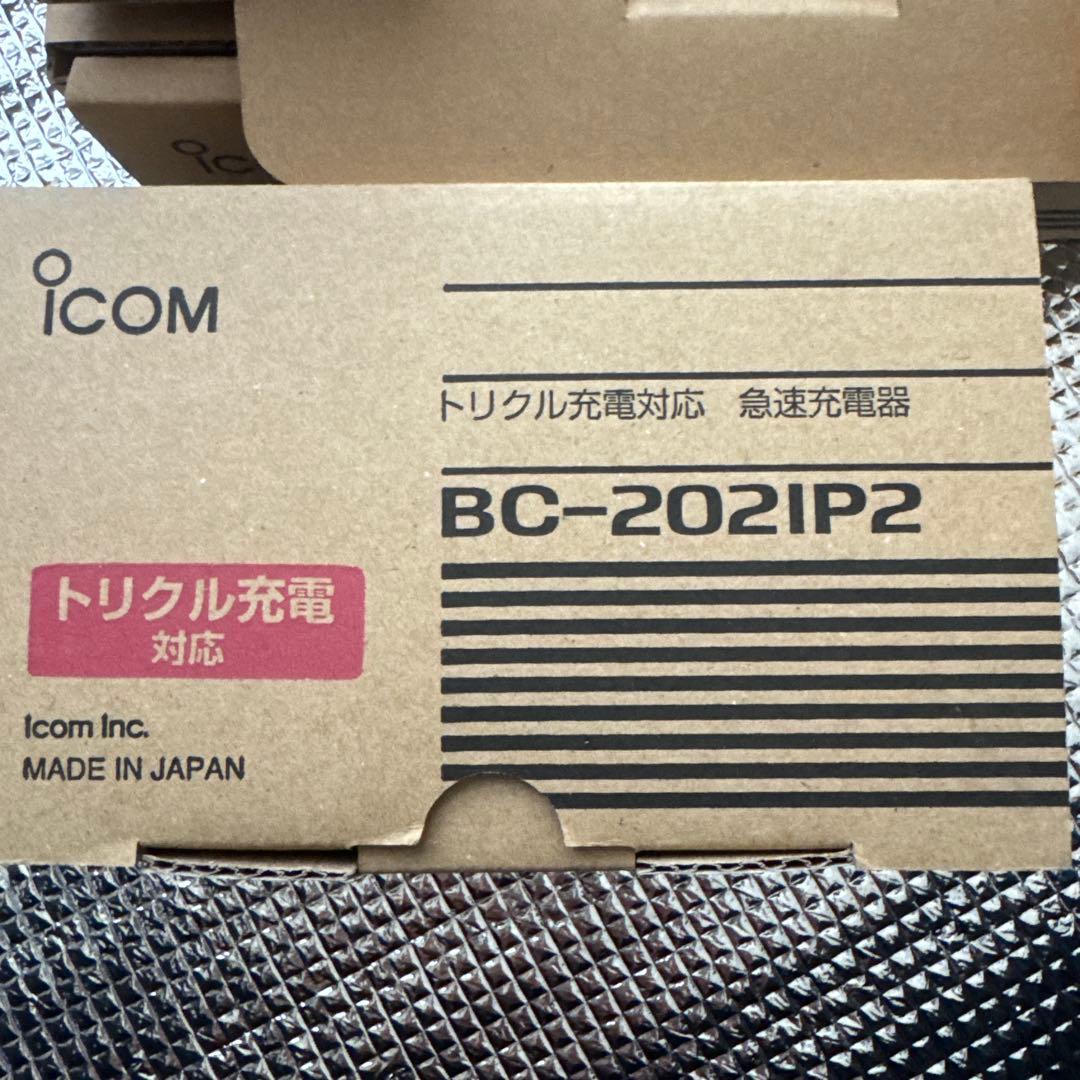 iC
iCOM
トリクル充電対応 急速充電器
BC-202IP2
トリクル充電
対応
Icom Inc.
MADE IN JAPAN